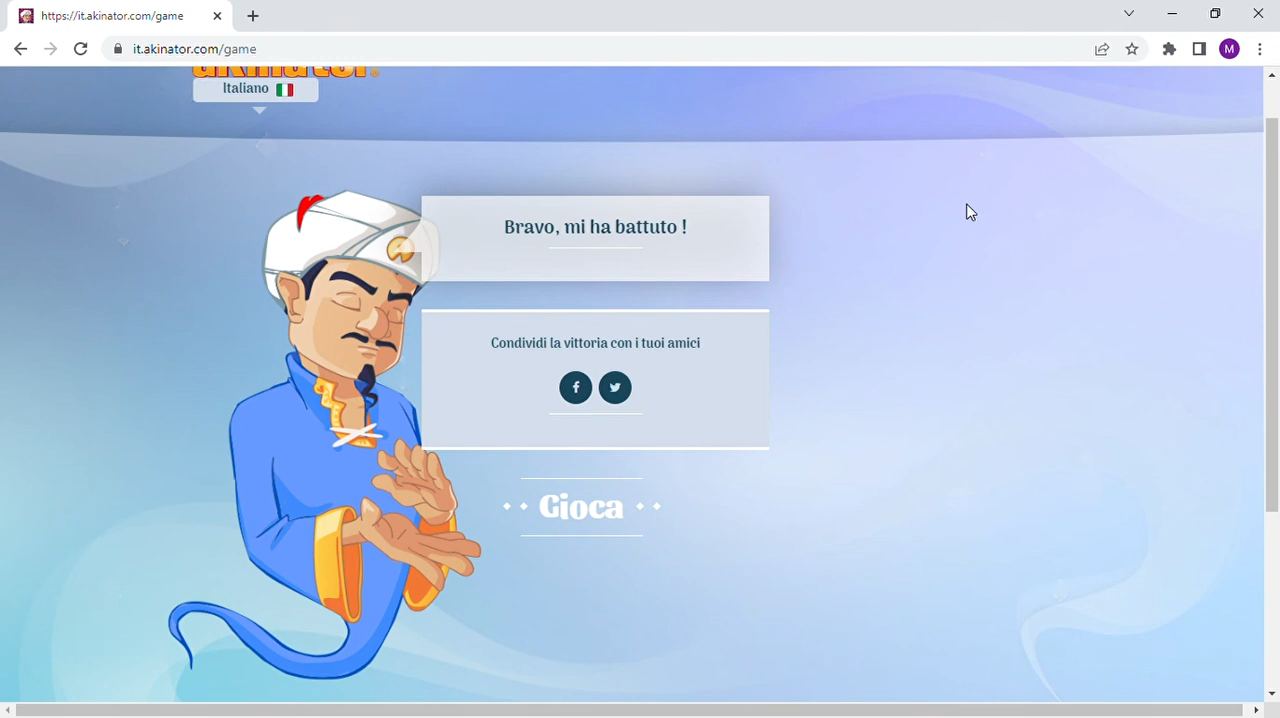 https://it.akinator.com/game
it.akinator.com/game
M
akinator®
Italiano
Bravo, mi ha battuto !
Condividi la vittoria con i tuoi amici
Gioca